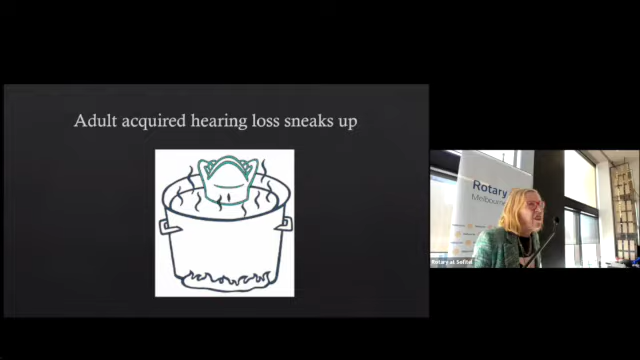 Adult acquired hearing loss sneaks up
Rotary
Melbourne
Rotary at Sofitel